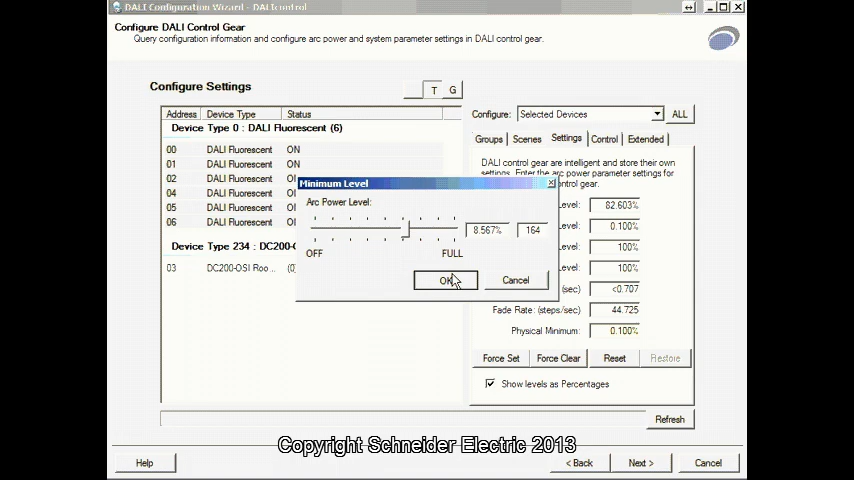 DALI Configuration Wizard - DALIcontrol
Configure DALI Control Gear
Query configuration information and configure arc power and system parameter settings in DALI control gear.
Configure Settings
T G
Configure: Selected Devices ALL
Address Device Type Status
Groups Scenes Settings Control Extended
Device Type 0 : DALI Fluorescent (6)
00 DALI Fluorescent ON
01 DALI Fluorescent ON
02 DALI Fluorescent
04 DALI Fluorescent
05 DALI Fluorescent
06 DALI Fluorescent
Device Type 234 : DC200-
03 DC200-OSI Roo...
DALI control gear are intelligent and store their own
settings. Enter the arc power parameter settings for
control gear.
Level: 82.603%
Level: 0.100%
Level: 100%
Level: 100%
(sec) <0.707
Fade Rate: (steps/sec) 44.725
Physical Minimum: 0.100%
Force Set Force Clear Reset Restore
Show levels as Percentages
Minimum Level
Arc Power Level:
8.567% 164
OFF FULL
OK Cancel
Refresh
Copyright Schneider Electric 2013
Help < Back Next > Cancel